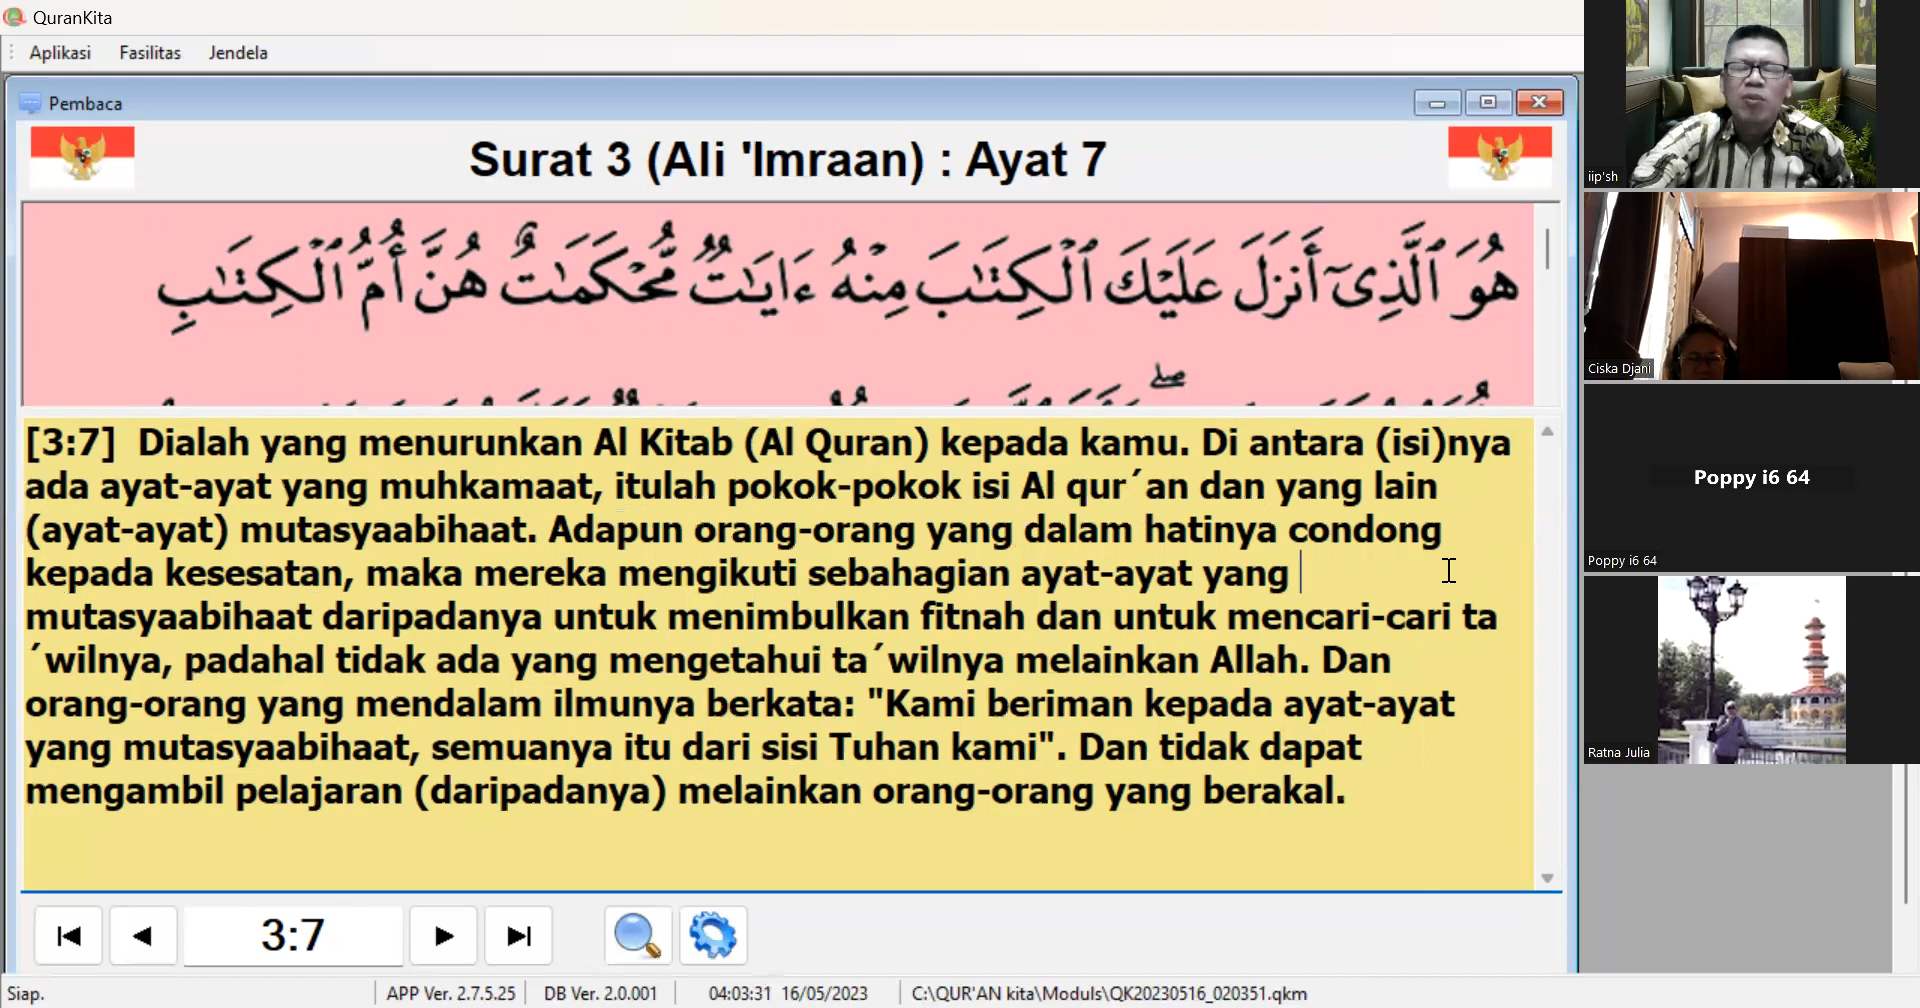 QuranKita
Aplikasi Fasilitas Jendela
Pembaca
Surat 3 (Ali 'Imraan) : Ayat 7
هُوَ ٱلَّذِىٓ أَنزَلَ عَلَيْكَ ٱلْكِتَٰبَ مِنْهُ ءَايَٰتٌ مُّحْكَمَٰتٌ هُنَّ أُمُّ ٱلْكِتَٰبِ
[3:7] Dialah yang menurunkan Al Kitab (Al Quran) kepada kamu. Di antara (isi)nya
ada ayat-ayat yang muhkamaat, itulah pokok-pokok isi Al qur´an dan yang lain
(ayat-ayat) mutasyaabihaat. Adapun orang-orang yang dalam hatinya condong
kepada kesesatan, maka mereka mengikuti sebahagian ayat-ayat yang
mutasyaabihaat daripadanya untuk menimbulkan fitnah dan untuk mencari-cari ta
´wilnya, padahal tidak ada yang mengetahui ta´wilnya melainkan Allah. Dan
orang-orang yang mendalam ilmunya berkata: "Kami beriman kepada ayat-ayat
yang mutasyaabihaat, semuanya itu dari sisi Tuhan kami". Dan tidak dapat
mengambil pelajaran (daripadanya) melainkan orang-orang yang berakal.
3:7
Siap. APP Ver. 2.7.5.25 DB Ver. 2.0.001 04:03:31 16/05/2023 C:\QUR'AN kita\Moduls\QK20230516_020351.qkm
iip'sh
Ciska Djani
Poppy i6 64
Poppy i6 64
Ratna Julia